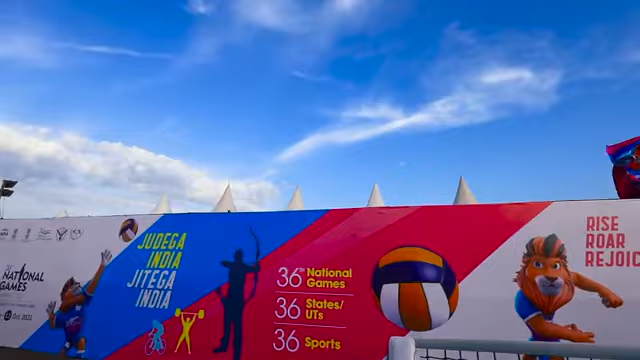 NATIONAL
GAMES
JUDEGA
INDIA
JITEGA
INDIA
36TH National
Games
36 States/
UTs
36 Sports
RISE
ROAR
REJOIC